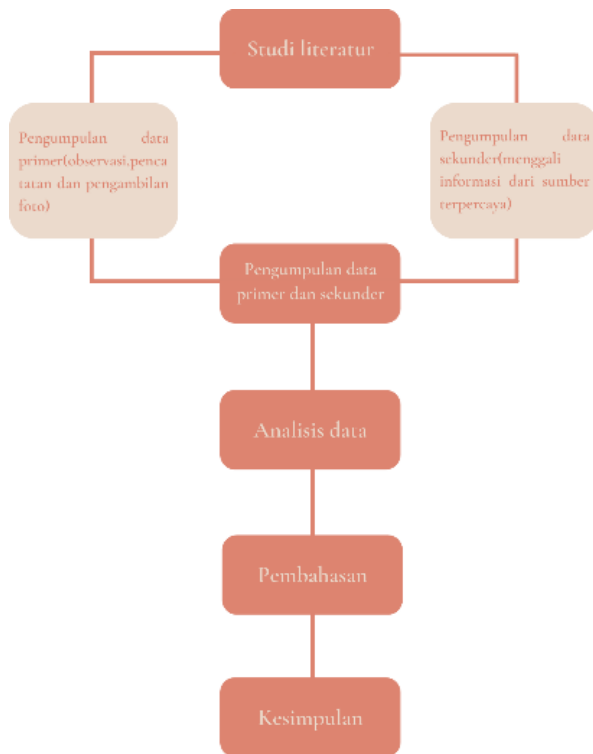 Studi literatur
Pengumpulan data
primer(observasi,penca
tatan dan pengambilan
foto)
Pengumpulan data
sekunder(menggali
informasi dari sumber
terpercaya)
Pengumpulan data
primer dan sekunder
Analisis data
Pembahasan
Kesimpulan